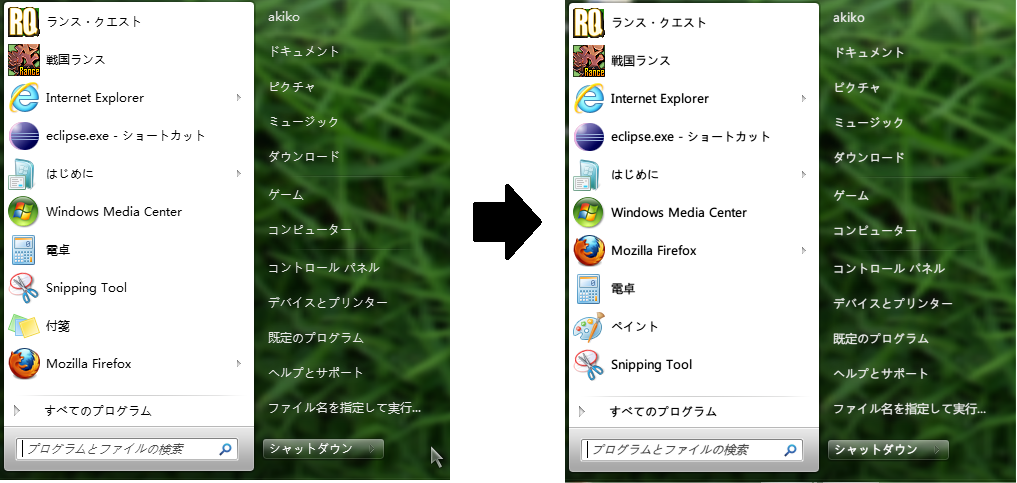 RQ ランス・クエスト
Rance 戦国ランス
Internet Explorer
eclipse.exe - ショートカット
はじめに
Windows Media Center
電卓
Snipping Tool
付箋
Mozilla Firefox
すべてのプログラム
プログラムとファイルの検索
akiko
ドキュメント
ピクチャ
ミュージック
ダウンロード
ゲーム
コンピューター
コントロール パネル
デバイスとプリンター
既定のプログラム
ヘルプとサポート
ファイル名を指定して実行...
シャットダウン
RQ ランス・クエスト
Rance 戦国ランス
Internet Explorer
eclipse.exe - ショートカット
はじめに
Windows Media Center
Mozilla Firefox
電卓
ペイント
Snipping Tool
すべてのプログラム
プログラムとファイルの検索
akiko
ドキュメント
ピクチャ
ミュージック
ダウンロード
ゲーム
コンピューター
コントロール パネル
デバイスとプリンター
既定のプログラム
ヘルプとサポート
ファイル名を指定して実行...
シャットダウン